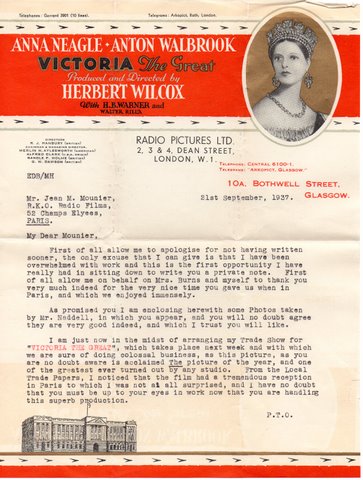 Telephones: Gerrard 3201 (10 lines).
Telegrams: Arkopict, Rath, London.
ANNA NEAGLE · ANTON WALBROOK
VICTORIA The Great
Produced and Directed by
HERBERT WILCOX
With H.B. WARNER and
WALTER RILLA
DIRECTORS
RADIO PICTURES LTD.
2, 3 & 4, DEAN STREET,
LONDON, W.1.
TELEPHONE: CENTRAL 6100-1.
TELEGRAMS: "ARKOPICT, GLASGOW."
HDB/MH
10A. BOTHWELL STREET,
GLASGOW.
Mr. Jean M. Mounier,
R.K.O. Radio Films,
52 Champs Elyees,
PARIS.
21st September, 1937.
My Dear Mounier,
First of all allow me to apologise for not having written
sooner, the only excuse that I can give is that I have been
overwhelmed with work and this is the first opportunity I have
really had in sitting down to write you a private note. First
of all allow me on behalf on Mrs. Burns and myself to thank you
very much indeed for the very nice time you gave us when in
Paris, and which we enjoyed immensely.
As promised you I am enclosing herewith some Photos taken
by Mr. Naddell, in which you appear, and you will no doubt agree
they are very good indeed, and which I trust you will like.
I am just now in the midst of arranging my Trade Show for
"VICTORIA THE GREAT", which takes place next week and with which
we are sure of doing colossal business, as this picture, as you
are no doubt aware is acclaimed The picture of the year, and one
of the greatest ever turned out by any studio. From the Local
Trade Papers, I noticed that the film had a tremendous reception
in Paris to which I was not at all surprised, and I have no doubt
that you must be up to your eyes in work now that you are handling
this superb production.
P.T.O.